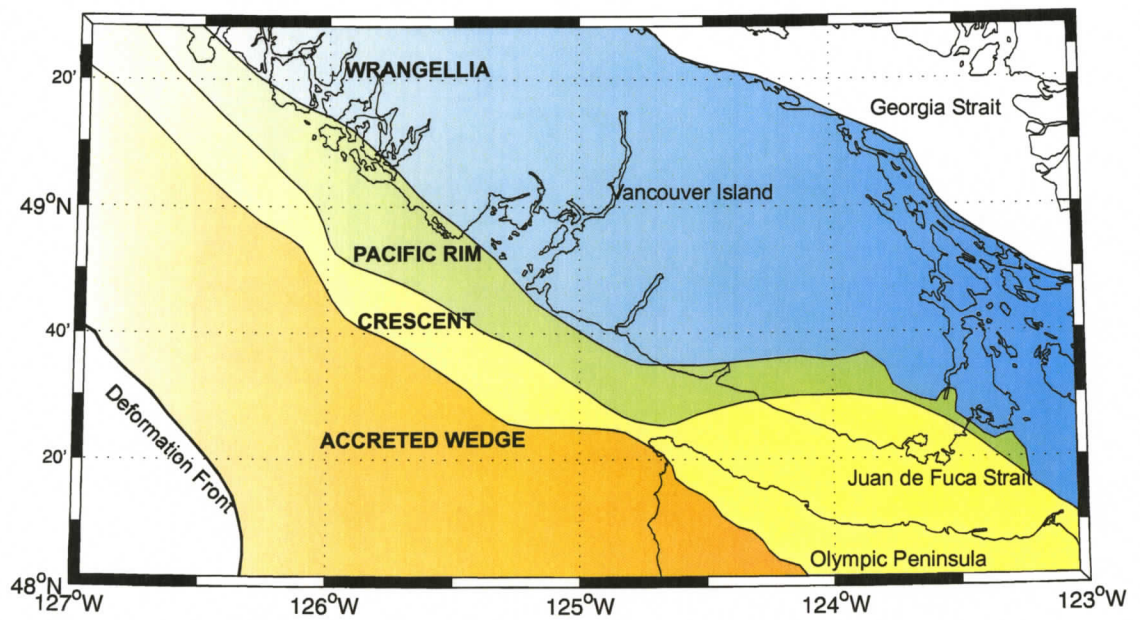 WRANGELLIA
20'
Georgia Strait
Vancouver Island
49°N
PACIFIC RIM
CRESCENT
40'
Deformation Front
ACCRETED WEDGE
20'
Juan de Fuca Strait
Olympic Peninsula
48°N
127°W
126°W
125°W
124°W
123°W